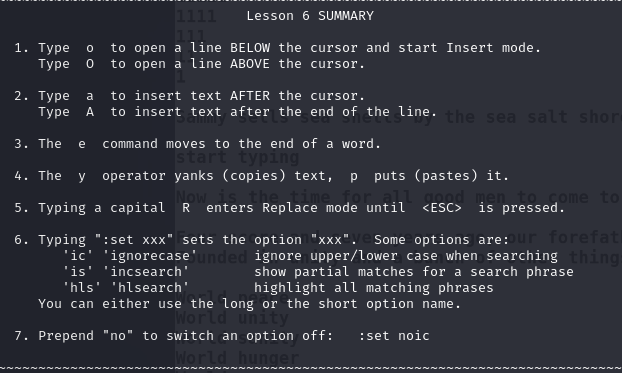 Lesson 6 SUMMARY
1. Type  o  to open a line BELOW the cursor and start Insert mode.
   Type  O  to open a line ABOVE the cursor.
2. Type  a  to insert text AFTER the cursor.
   Type  A  to insert text after the end of the line.
3. The  e  command moves to the end of a word.
4. The  y  operator yanks (copies) text,  p  puts (pastes) it.
5. Typing a capital  R  enters Replace mode until  <ESC>  is pressed.
6. Typing ":set xxx" sets the option "xxx".  Some options are:
      'ic' 'ignorecase'       ignore upper/lower case when searching
      'is' 'incsearch'        show partial matches for a search phrase
      'hls' 'hlsearch'        highlight all matching phrases
   You can either use the long or the short option name.
7. Prepend "no" to switch an option off:   :set noic
1111
111
1
Sammy sells sea shells by the sea salt shor
start typing
Now is the time for all good men to come to
World unity
World hunger